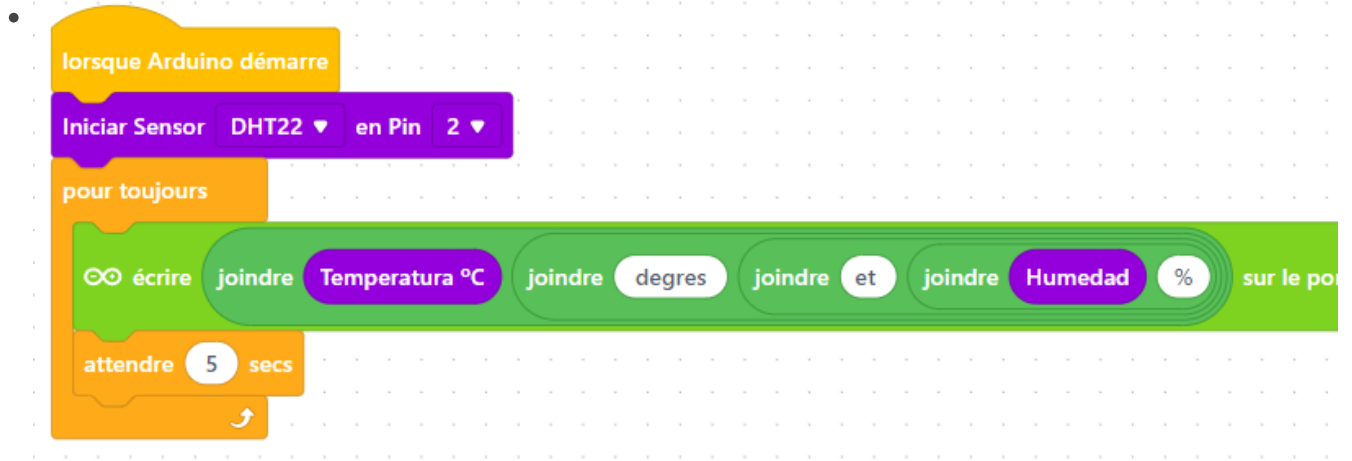 lorsque Arduino démarre
Iniciar Sensor DHT22 en Pin 2
pour toujours
écrire joindre Temperatura ºC joindre degres joindre et joindre Humedad % sur le por
attendre 5 secs